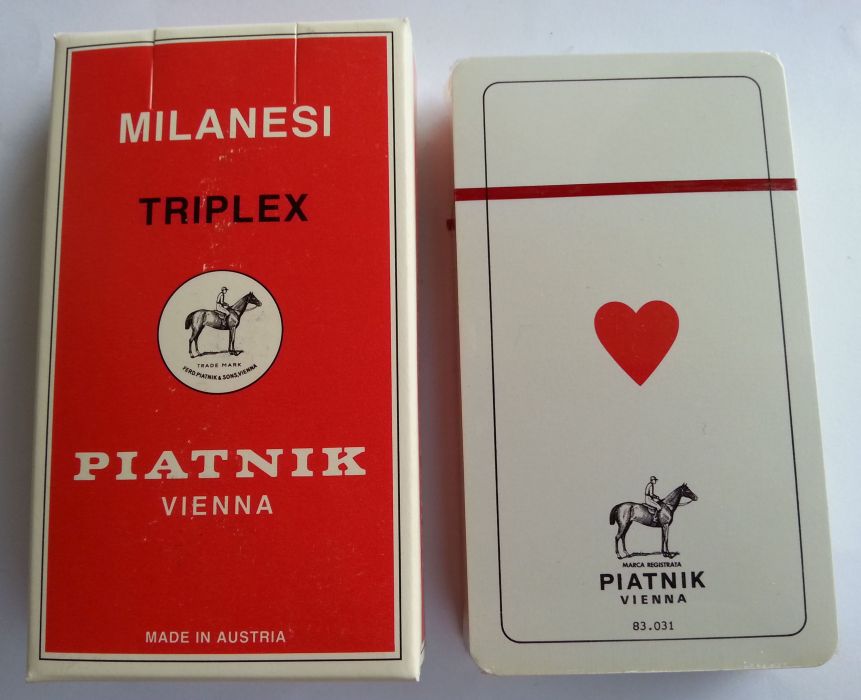 MILANESI
TRIPLEX
TRADE MARK
FERD. PIATNIK & SONS, VIENNA
PIATNIK
VIENNA
MADE IN AUSTRIA
MARCA REGISTRATA
PIATNIK
VIENNA
83.031